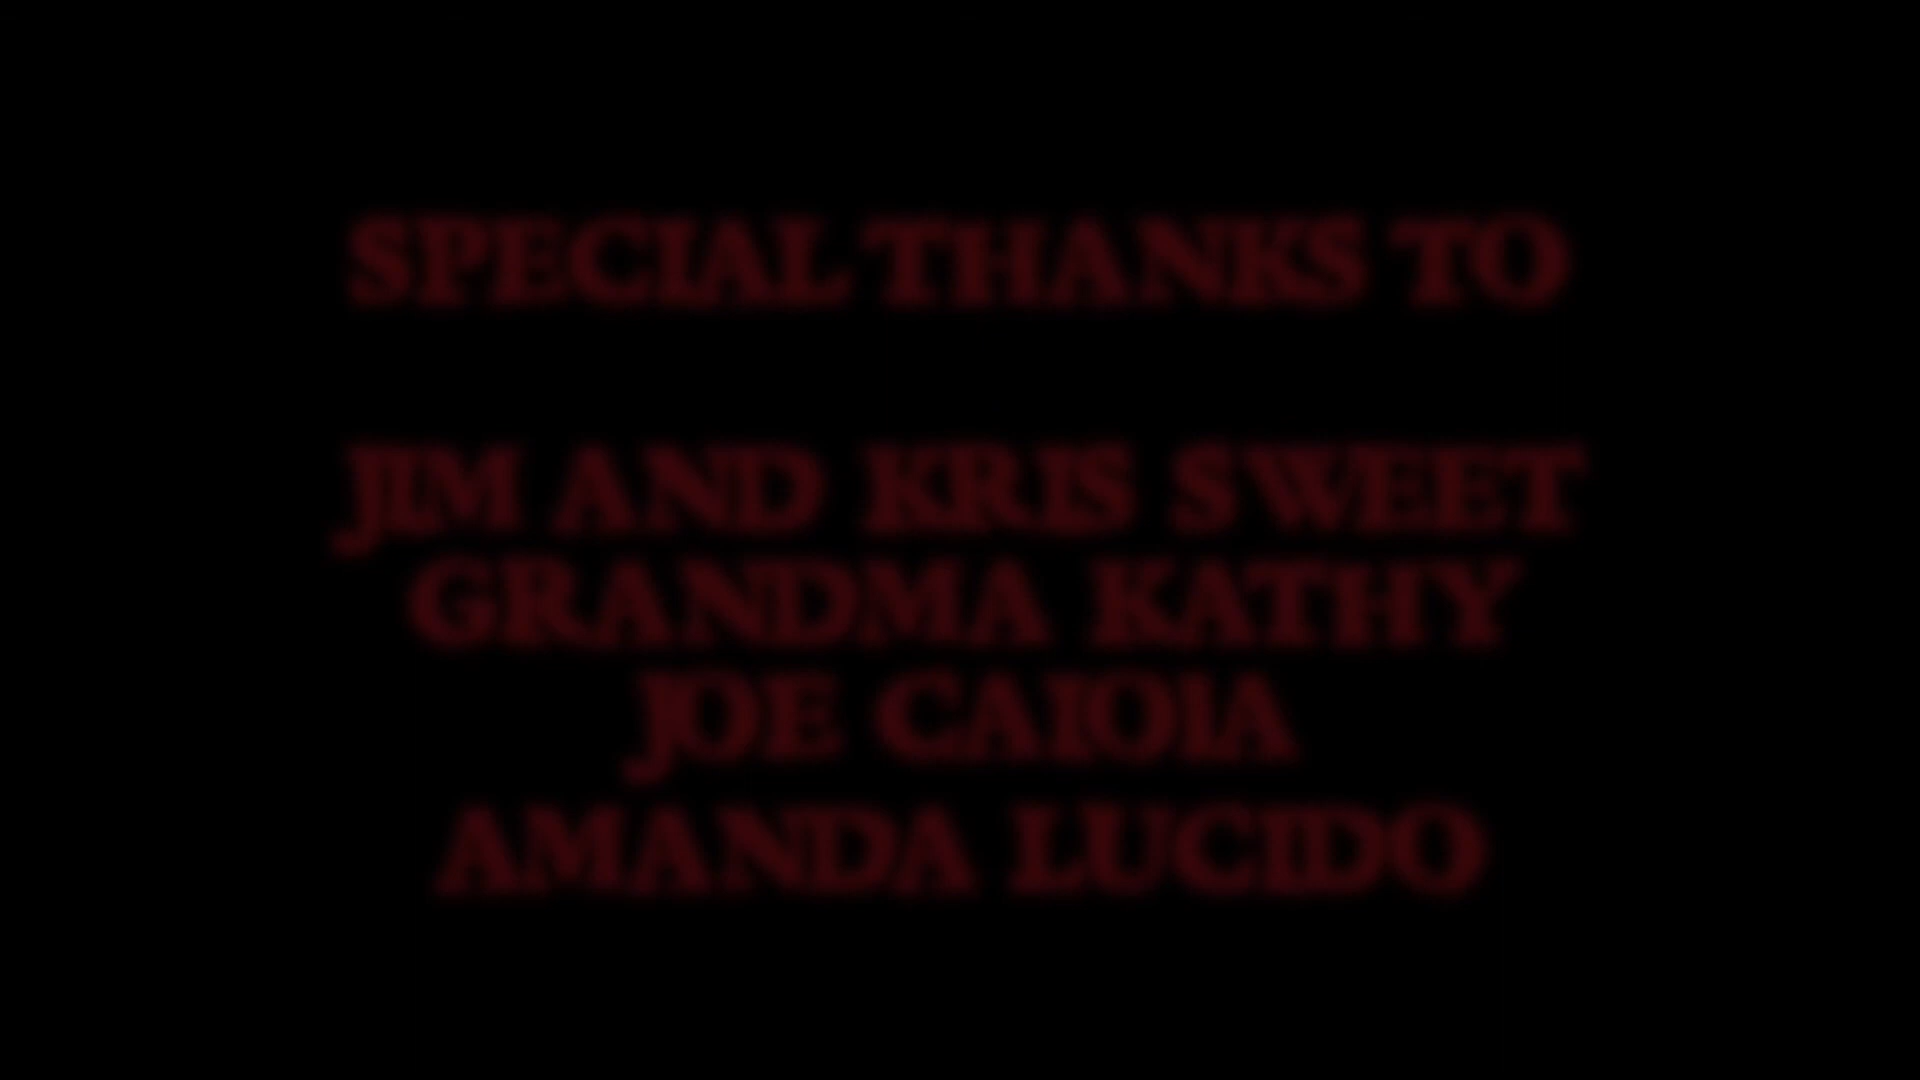 SPECIAL THANKS TO
JIM AND KRIS SWEET
GRANDMA KATHY
JOE CAIOIA
AMANDA LUCIDO